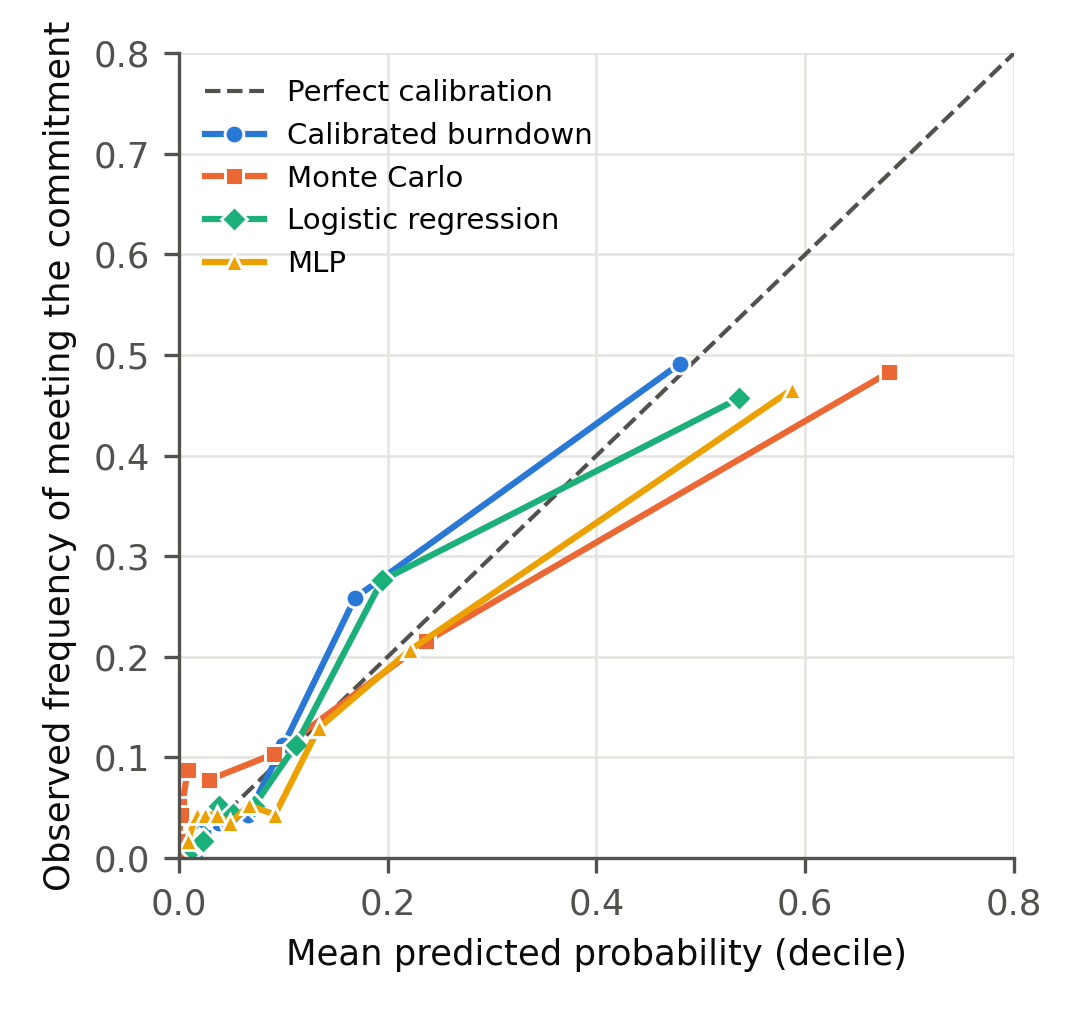 Observed frequency of meeting the commitment
0.8
0.7
0.6
0.5
0.4
0.3
0.2
0.1
0.0
Perfect calibration
Calibrated burndown
Monte Carlo
Logistic regression
MLP
0.0 0.2 0.4 0.6 0.8
Mean predicted probability (decile)